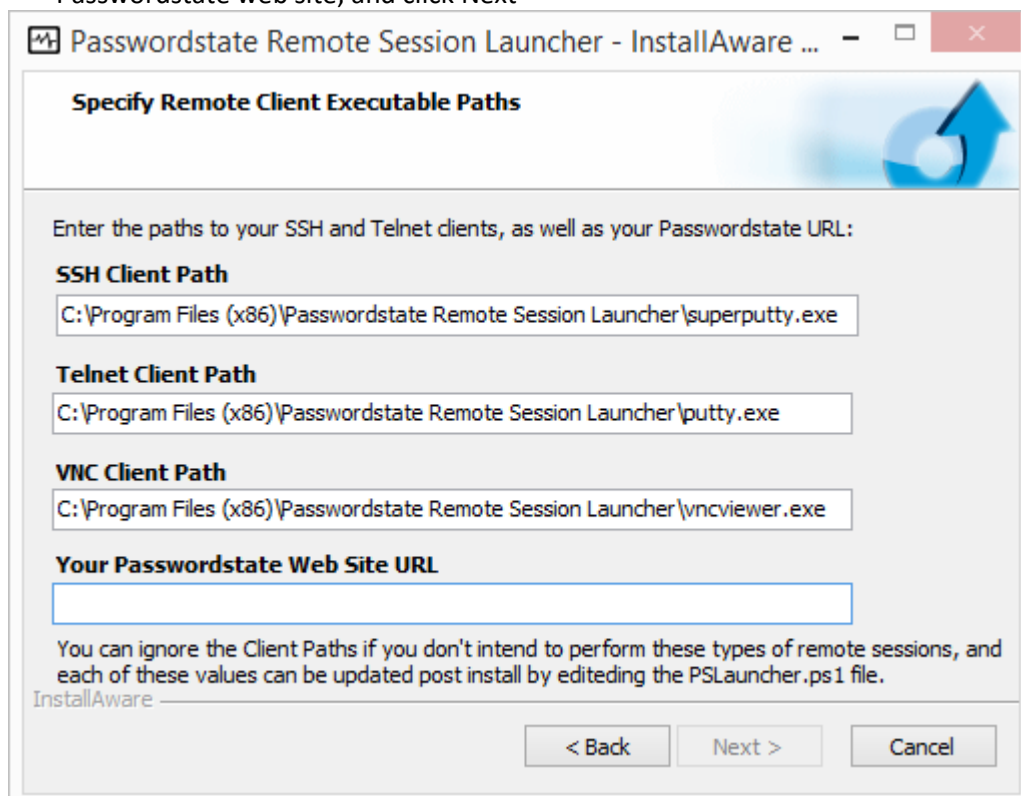 Passwordstate web site, and click Next
Passwordstate Remote Session Launcher - InstallAware ...
Specify Remote Client Executable Paths
Enter the paths to your SSH and Telnet clients, as well as your Passwordstate URL:
SSH Client Path
C:\Program Files (x86)\Passwordstate Remote Session Launcher\superputty.exe
Telnet Client Path
C:\Program Files (x86)\Passwordstate Remote Session Launcher\putty.exe
VNC Client Path
C:\Program Files (x86)\Passwordstate Remote Session Launcher\vncviewer.exe
Your Passwordstate Web Site URL
You can ignore the Client Paths if you don't intend to perform these types of remote sessions, and
each of these values can be updated post install by editeding the PSLauncher.ps1 file.
InstallAware
< Back
Next >
Cancel